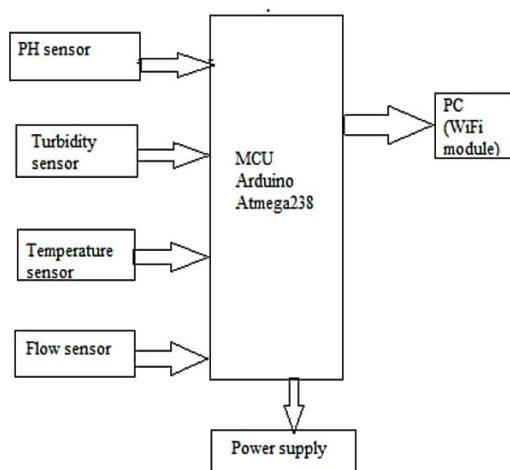 PH sensor
Turbidity
sensor
Temperature
sensor
Flow sensor
MCU
Arduino
Atmega238
PC
(WiFi
module)
Power supply